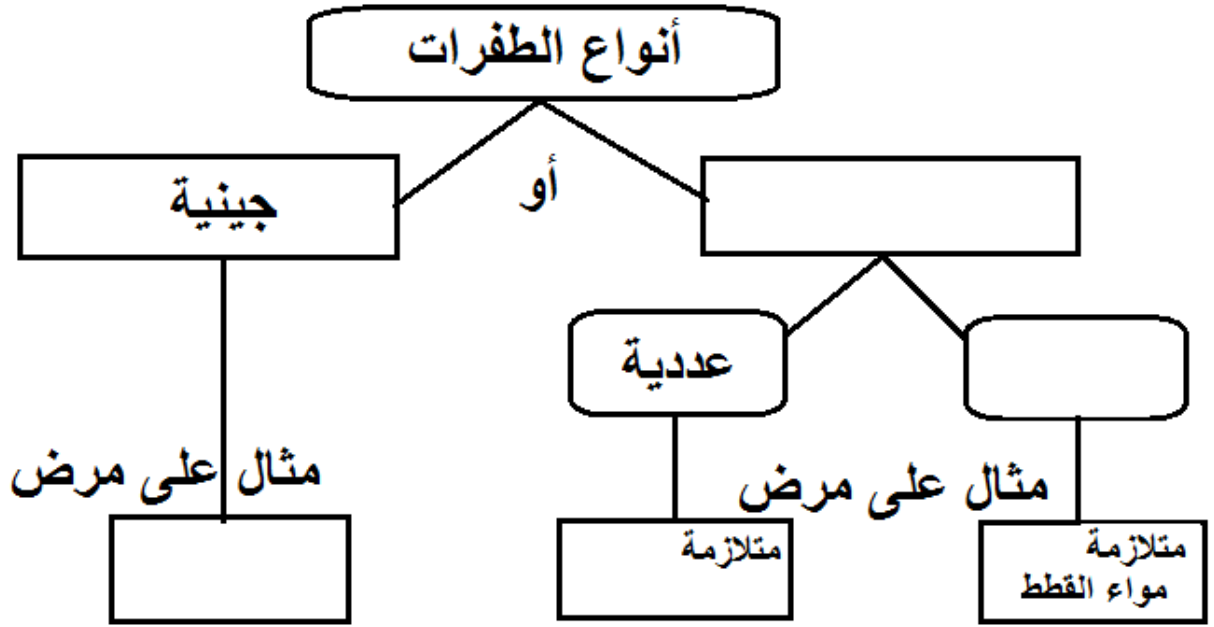 أنواع الطفرات
أو
جينية
عددية
مثال على مرض
مثال على مرض
متلازمة
مواء القطط
متلازمة